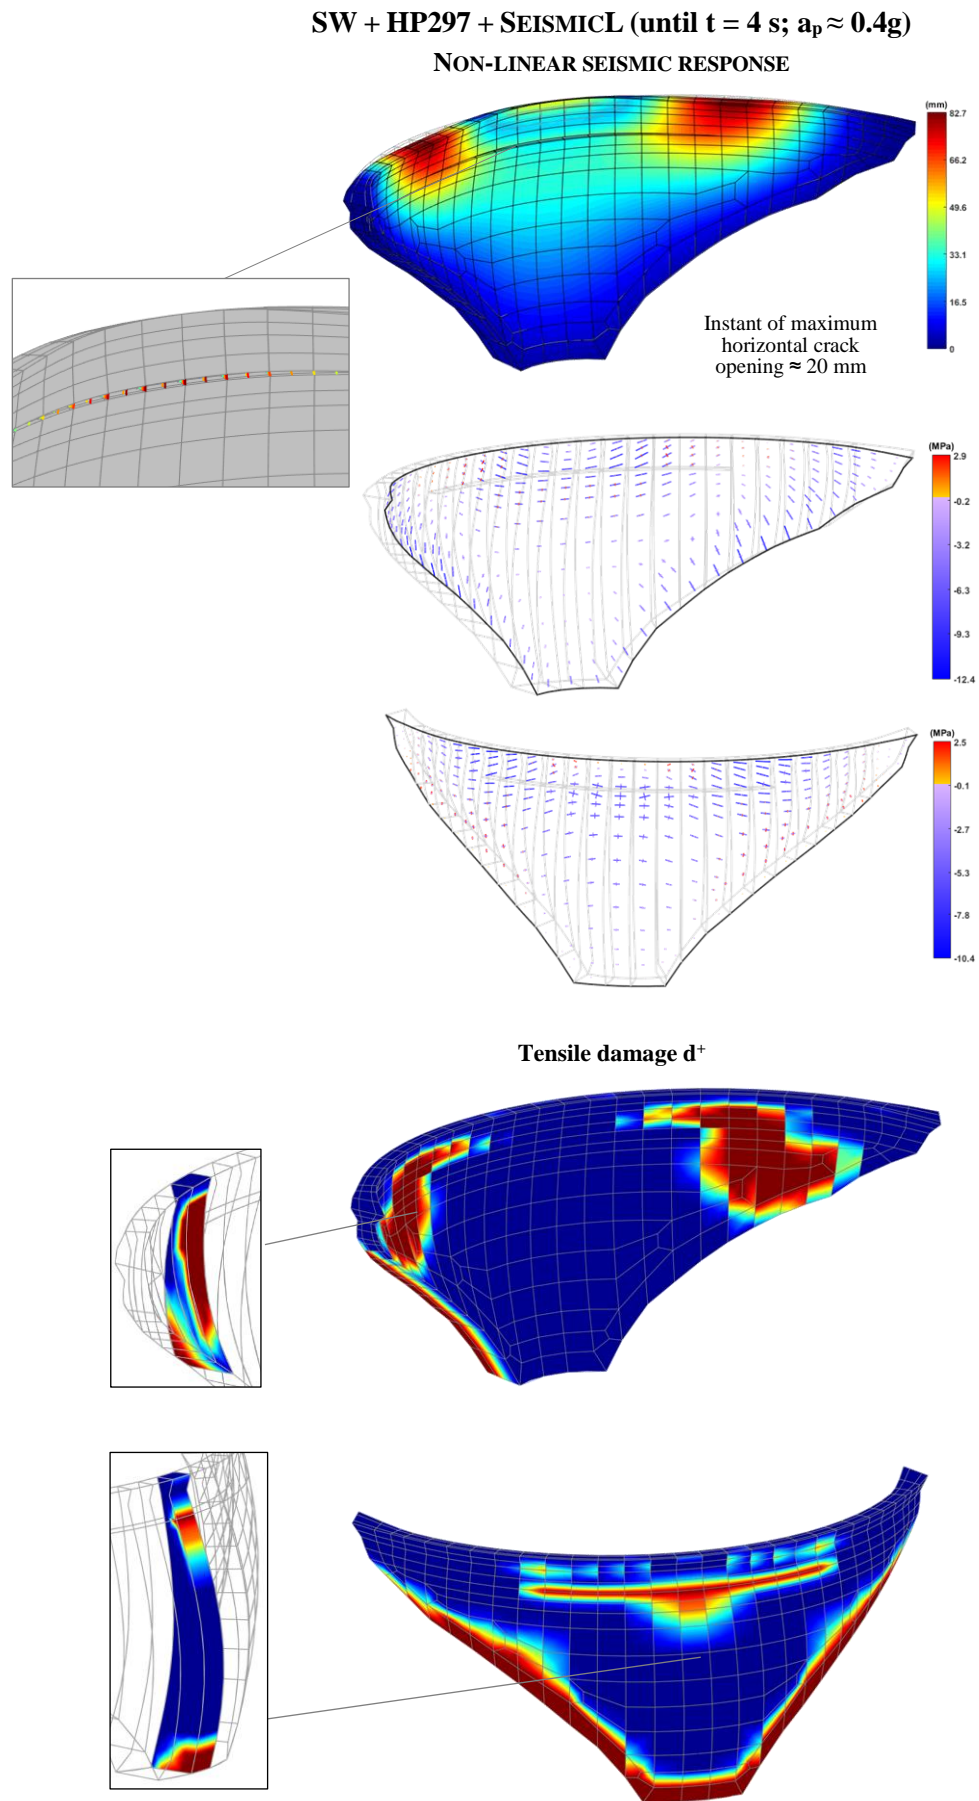 SW + HP297 + SEISMICL (until t = 4 s; aₚ ≈ 0.4g)
NON-LINEAR SEISMIC RESPONSE
(mm)
82.7
66.2
49.6
33.1
16.5
0
Instant of maximum
horizontal crack
opening ≈ 20 mm
(MPa)
2.9
-0.2
-3.2
-6.3
-9.3
-12.4
(MPa)
2.5
-0.1
-2.7
-5.3
-7.8
-10.4
Tensile damage d⁺